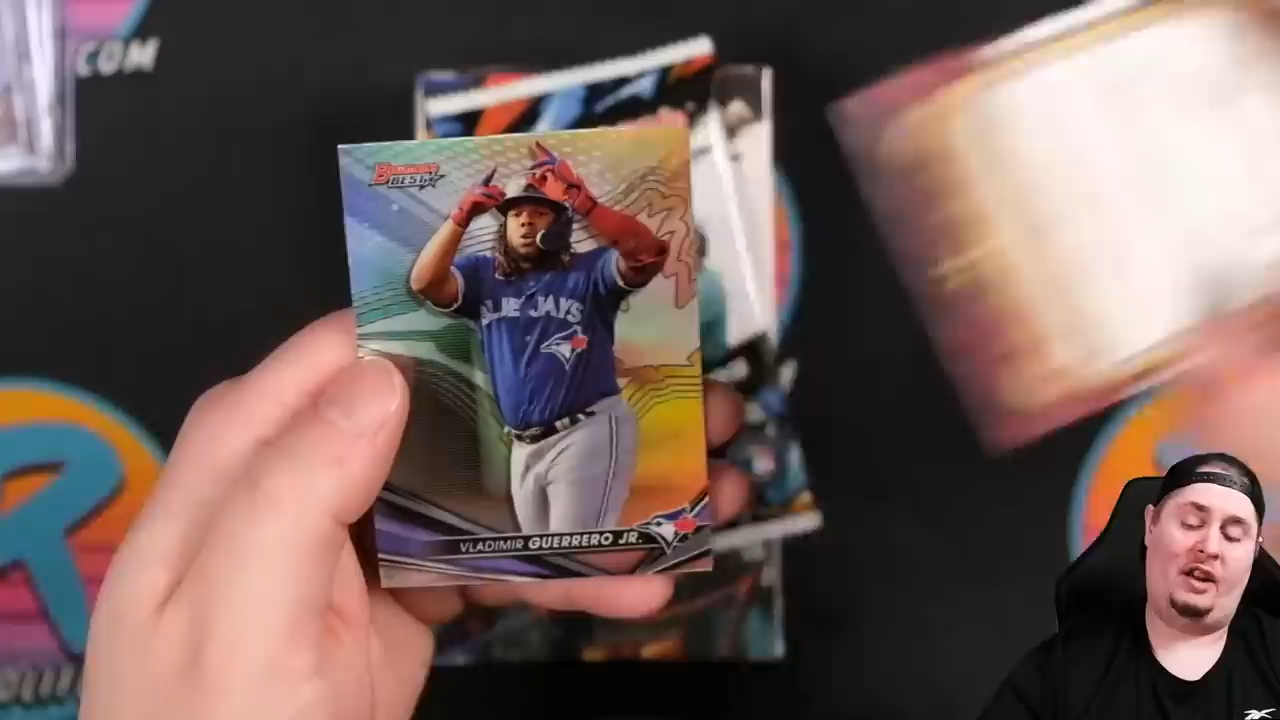 COM
BOWMAN'S
BEST
BLUE JAYS
VLADIMIR GUERRERO JR.
R